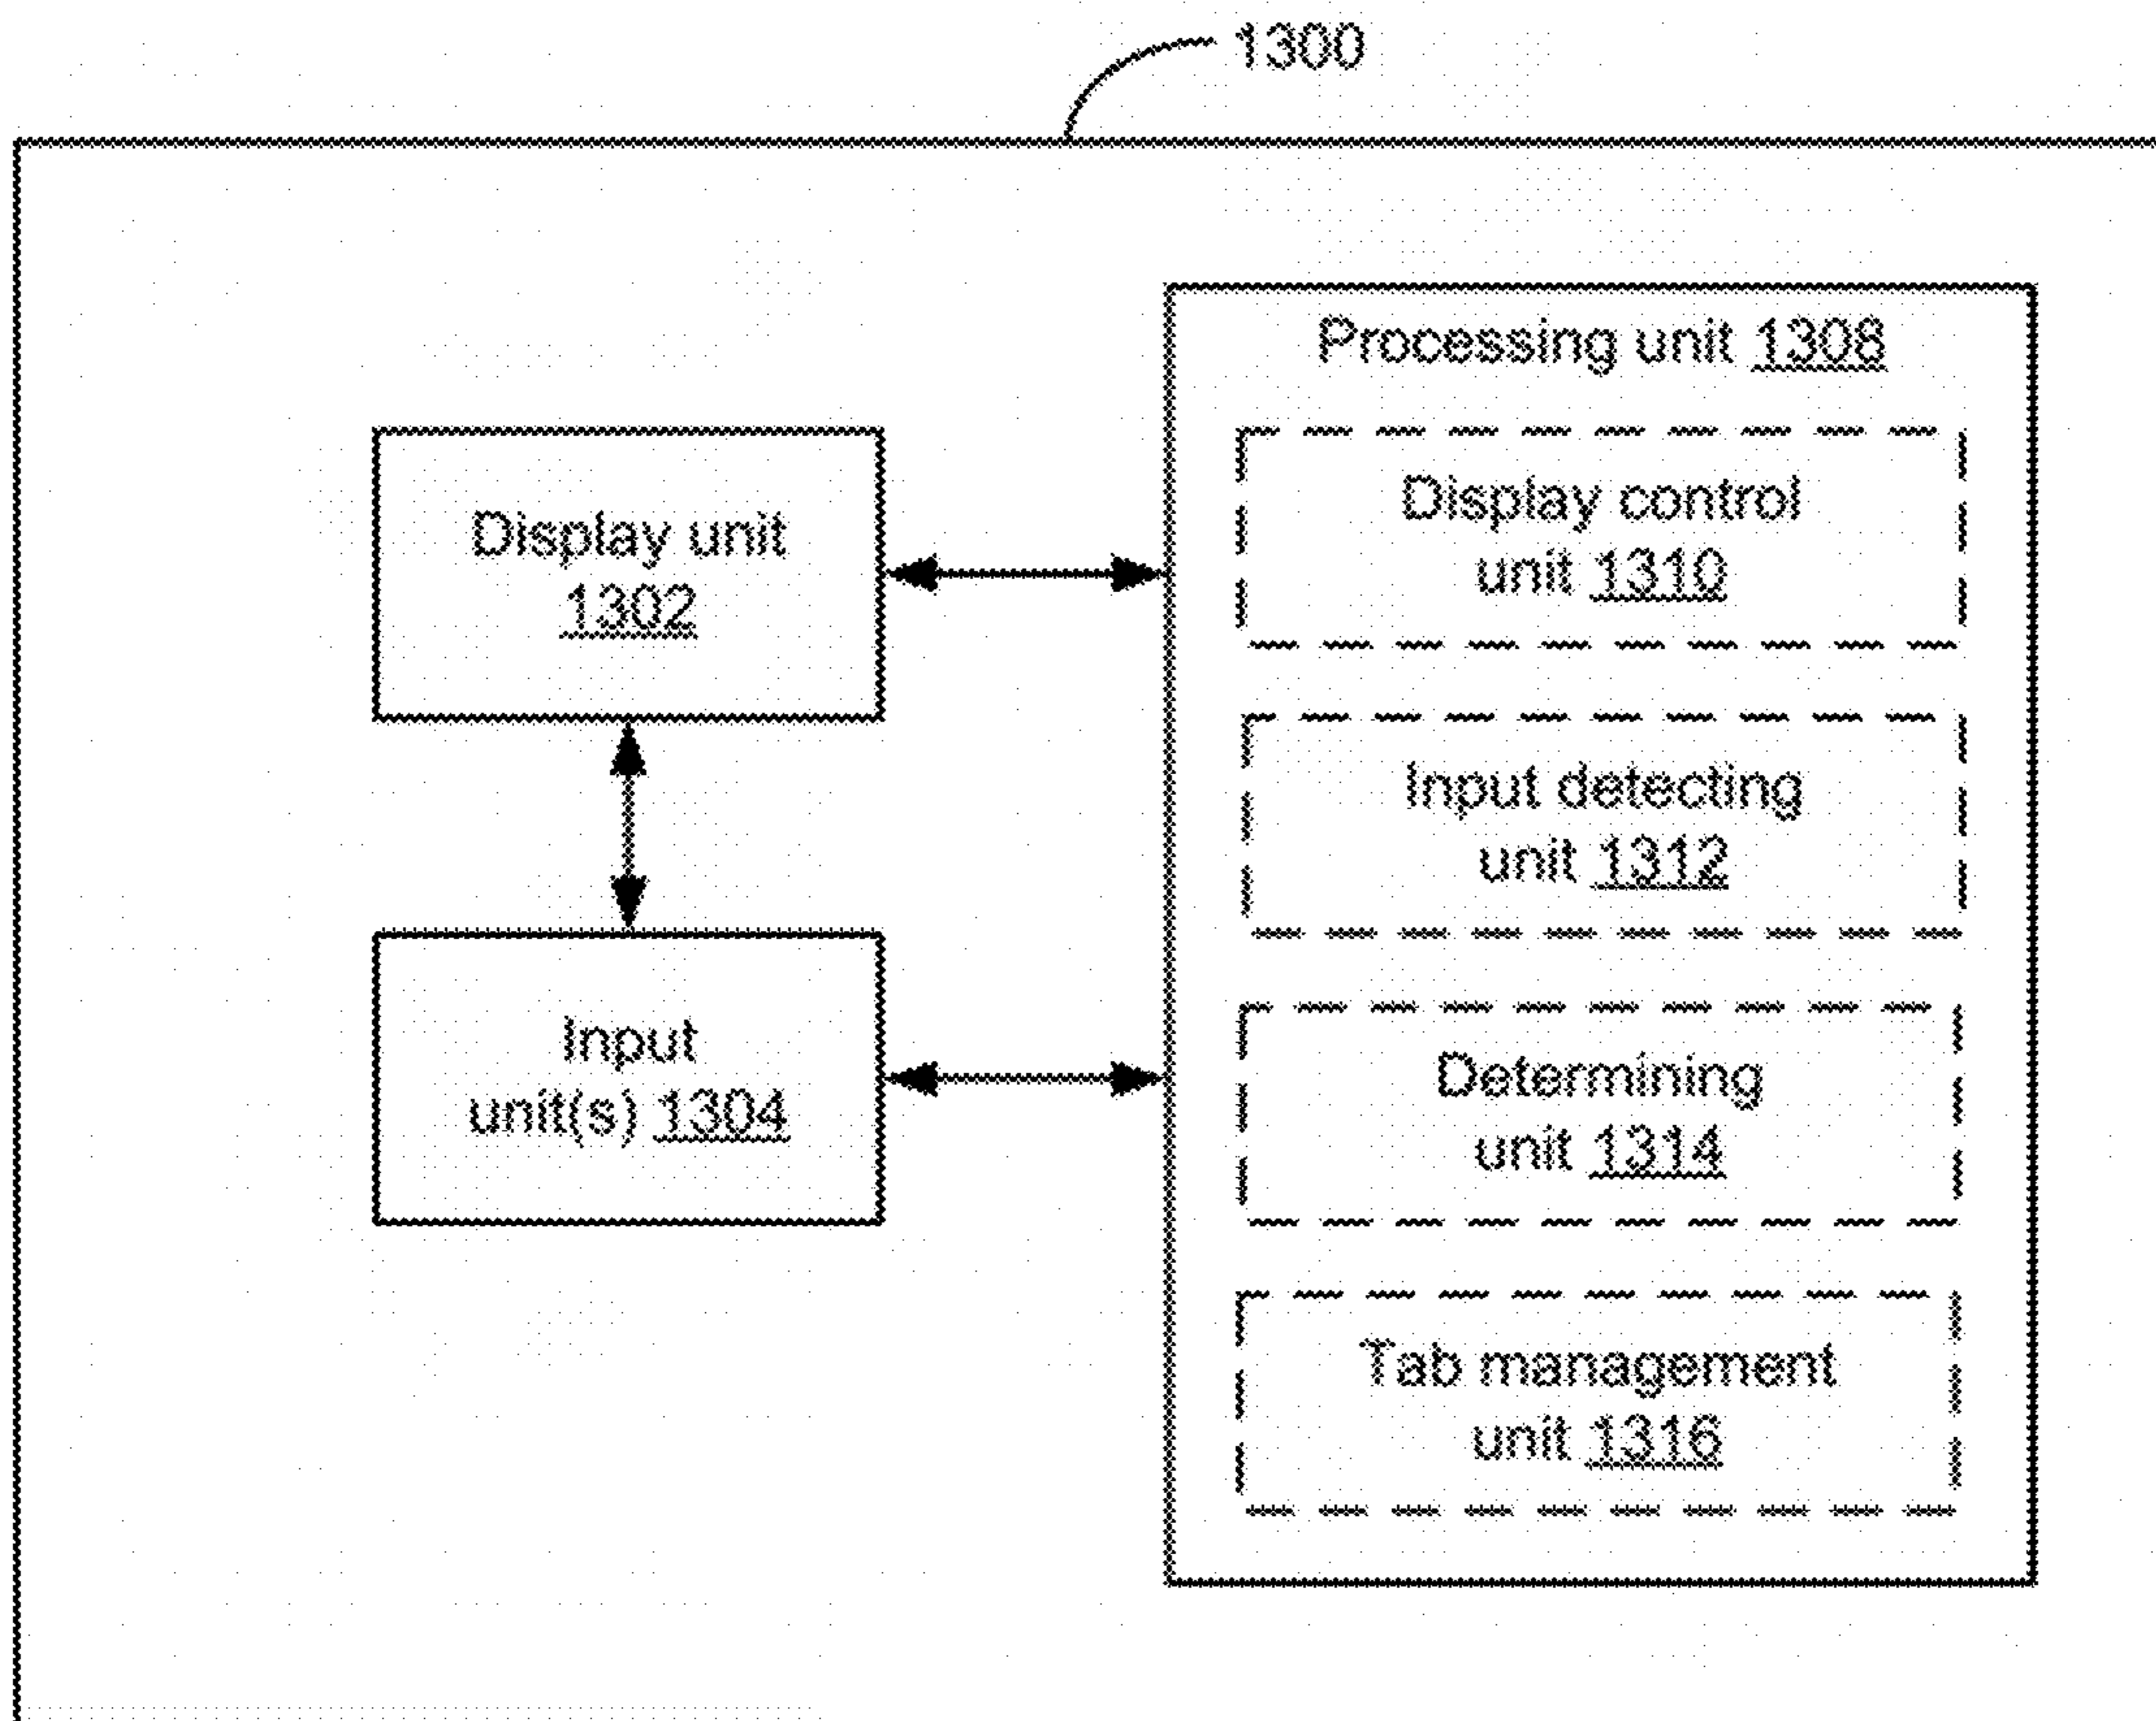 1300
Processing unit 1308
Display control
unit 1310
Display unit
1302
Input detecting
unit 1312
Input
unit(s) 1304
Determining
unit 1314
Tab management
unit 1316